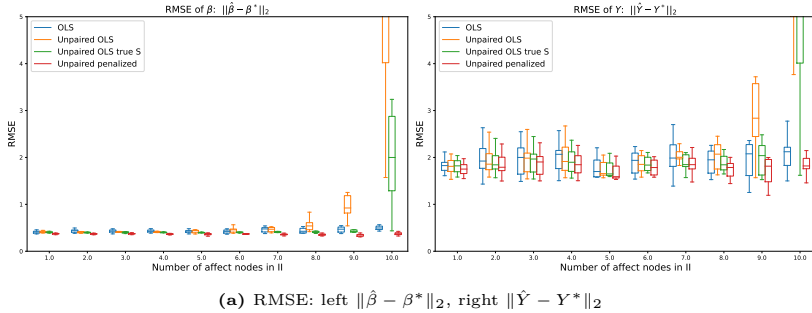 RMSE of β: ||β̂ − β*||₂
5
4
3
2
1
0
RMSE
OLS
Unpaired OLS
Unpaired OLS true S
Unpaired penalized
1.0 2.0 3.0 4.0 5.0 6.0 7.0 8.0 9.0 10.0
Number of affect nodes in II
RMSE of Y: ||Ŷ − Y*||₂
5
4
3
2
1
0
RMSE
OLS
Unpaired OLS
Unpaired OLS true S
Unpaired penalized
1.0 2.0 3.0 4.0 5.0 6.0 7.0 8.0 9.0 10.0
Number of affect nodes in II
(a) RMSE: left ‖β̂ − β*‖₂, right ‖Ŷ − Y*‖₂